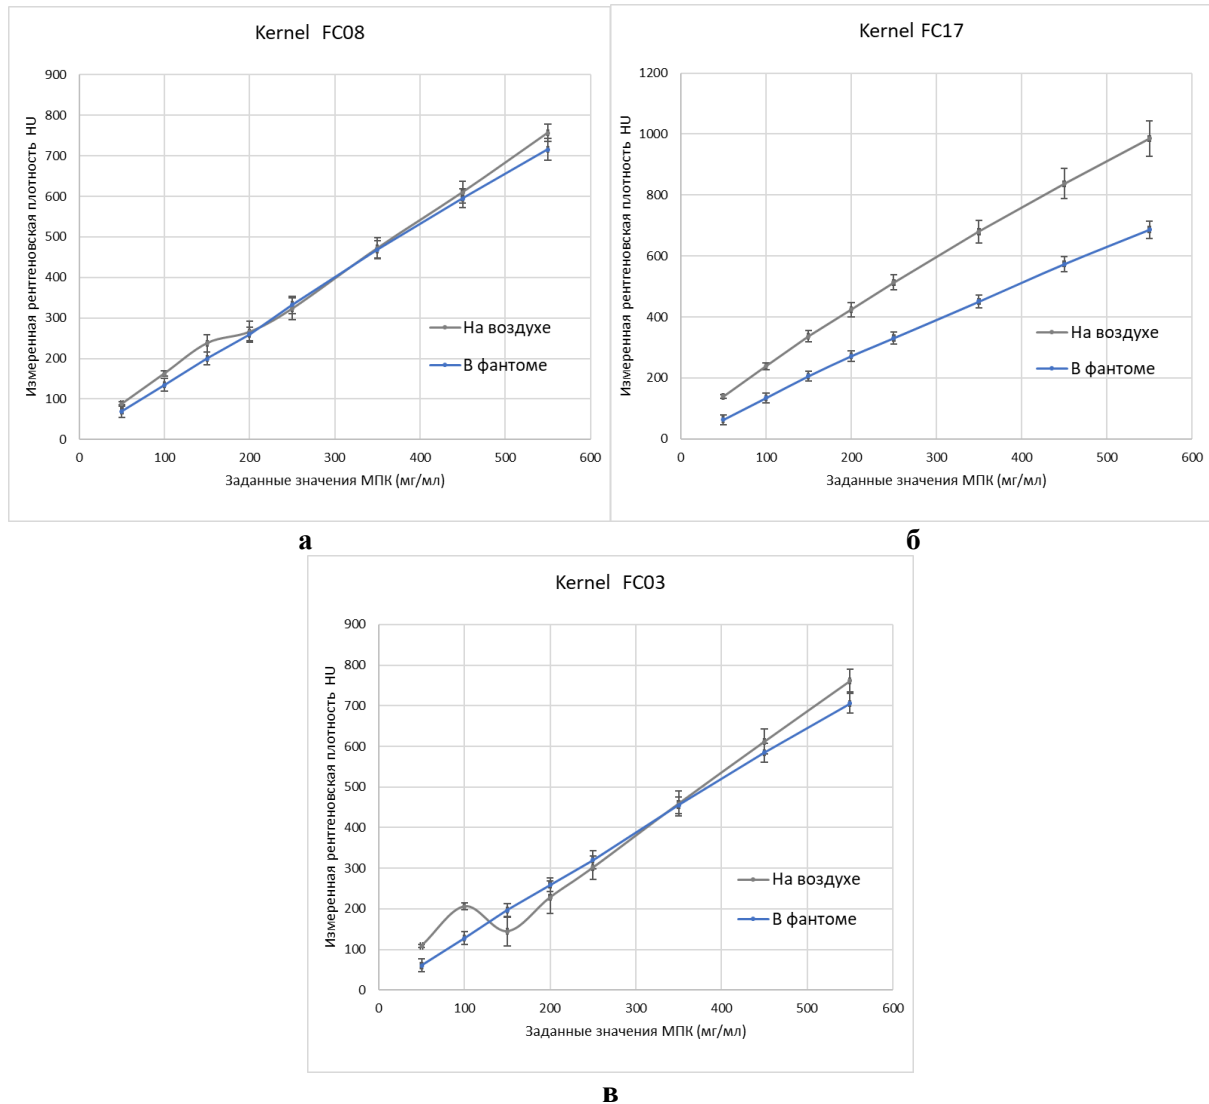 Kernel FC08
Измеренная рентгеновская плотность HU
900
800
700
600
500
400
300
200
100
0
На воздухе
В фантоме
0 100 200 300 400 500 600
Заданные значения МПК (мг/мл)
а
Kernel FC17
Измеренная рентгеновская плотность HU
1200
1000
800
600
400
200
0
На воздухе
В фантоме
0 100 200 300 400 500 600
Заданные значения МПК (мг/мл)
б
Kernel FC03
Измеренная рентгеновская плотность HU
900
800
700
600
500
400
300
200
100
0
На воздухе
В фантоме
0 100 200 300 400 500 600
Заданные значения МПК (мг/мл)
в